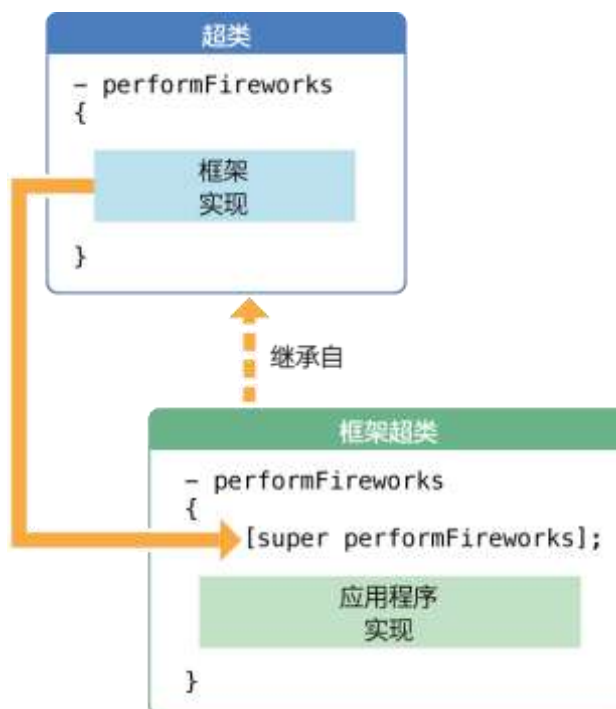 超类
– performFireworks
{
框架
实现
}
继承自
框架超类
– performFireworks
{
[super performFireworks];
应用程序
实现
}